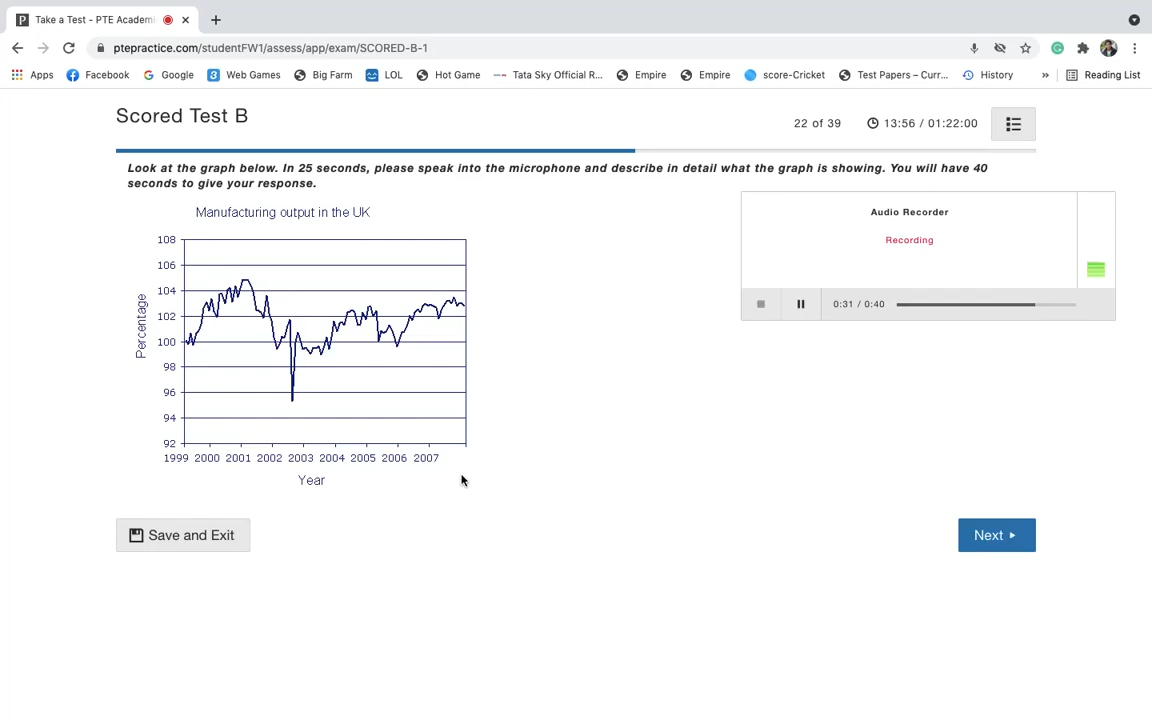 Take a Test - PTE Academi
ptepractice.com/studentFW1/assess/app/exam/SCORED-B-1
Apps Facebook Google Web Games Big Farm LOL Hot Game Tata Sky Official R... Empire Empire score-Cricket Test Papers – Curr... History » Reading List
Scored Test B
22 of 39 13:56 / 01:22:00
Look at the graph below. In 25 seconds, please speak into the microphone and describe in detail what the graph is showing. You will have 40
seconds to give your response.
Manufacturing output in the UK
108
106
104
102
100
98
96
94
92
Percentage
1999 2000 2001 2002 2003 2004 2005 2006 2007
Year
Audio Recorder
Recording
0:31 / 0:40
Save and Exit
Next